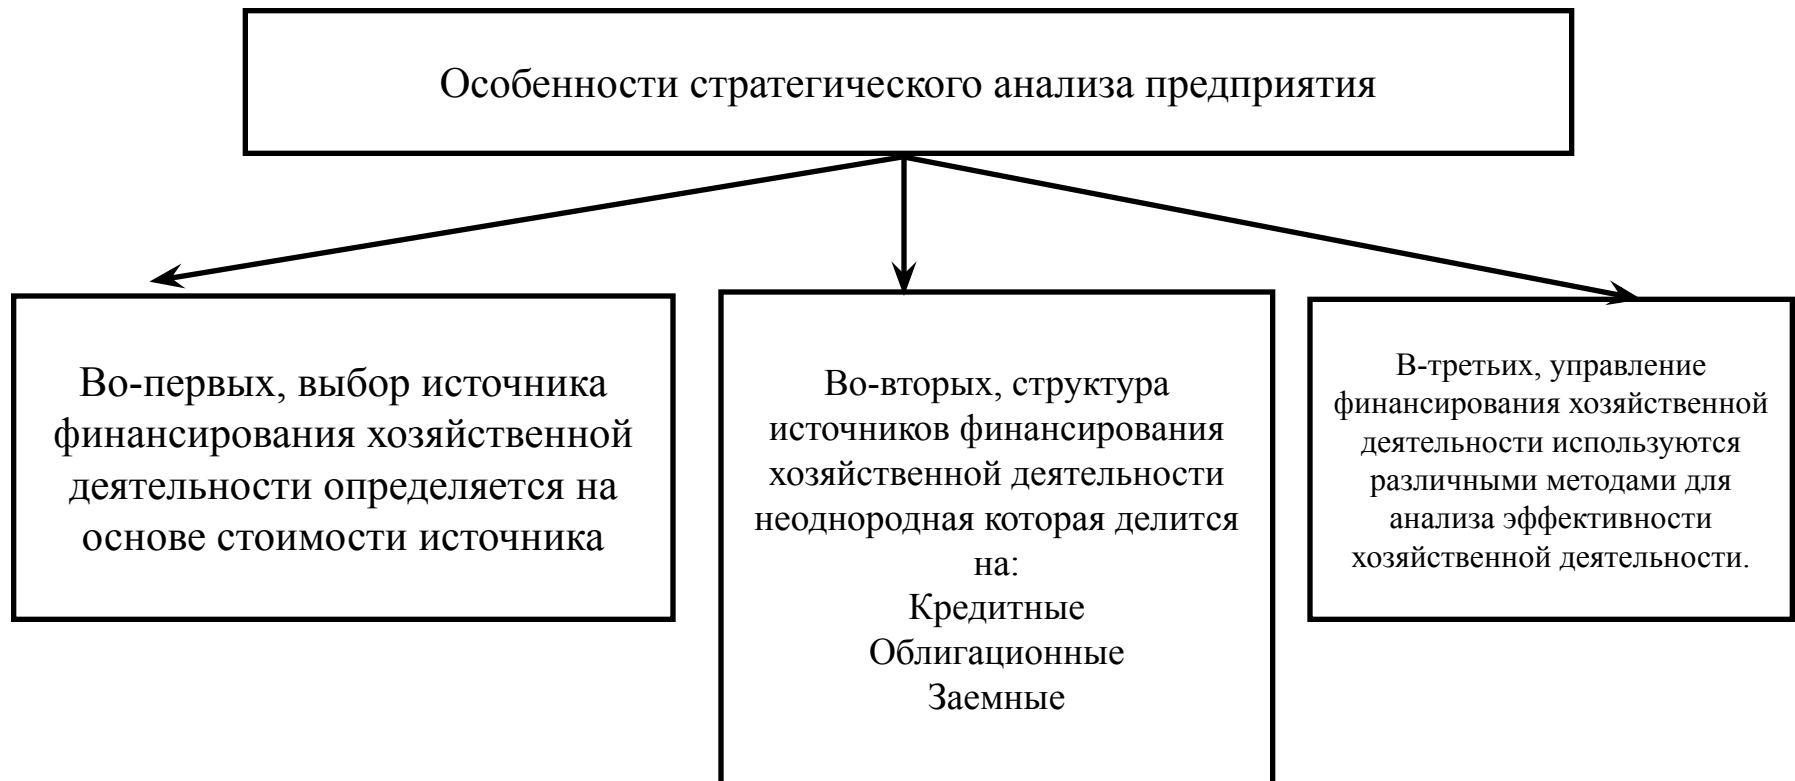 Особенности стратегического анализа предприятия
Во-первых, выбор источника
финансирования хозяйственной
деятельности определяется на
основе стоимости источника
Во-вторых, структура
источников финансирования
хозяйственной деятельности
неоднородная которая делится
на:
Кредитные
Облигационные
Заемные
В-третьих, управление
финансирования хозяйственной
деятельности используются
различными методами для
анализа эффективности
хозяйственной деятельности.